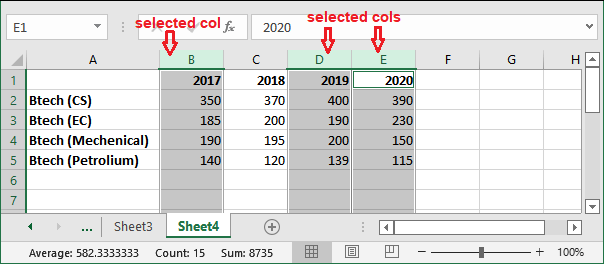 selected col selected cols
E1 2020
A B C D E F G H
1 2017 2018 2019 2020
2 Btech (CS) 350 370 400 390
3 Btech (EC) 185 200 190 230
4 Btech (Mechenical) 190 195 200 150
5 Btech (Petrolium) 140 120 139 115
6
7
... Sheet3 Sheet4
Average: 582.3333333 Count: 15 Sum: 8735 100%